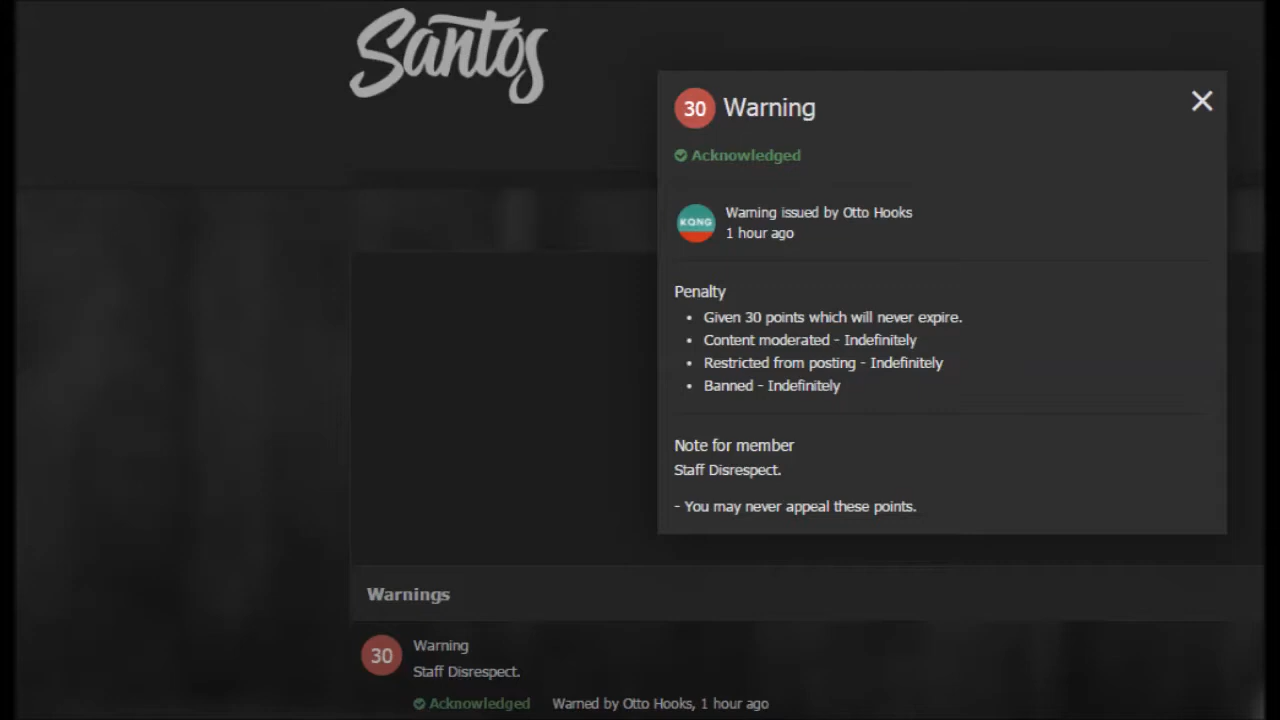 Santos
30 Warning
Acknowledged
KQNG
Warning issued by Otto Hooks
1 hour ago
Penalty
• Given 30 points which will never expire.
• Content moderated - Indefinitely
• Restricted from posting - Indefinitely
• Banned - Indefinitely
Note for member
Staff Disrespect.
- You may never appeal these points.
Warnings
30 Warning
Staff Disrespect.
Acknowledged Warned by Otto Hooks, 1 hour ago